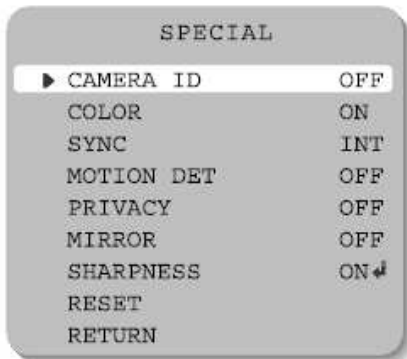 SPECIAL
▶ CAMERA ID OFF
COLOR ON
SYNC INT
MOTION DET OFF
PRIVACY OFF
MIRROR OFF
SHARPNESS ON↲
RESET
RETURN